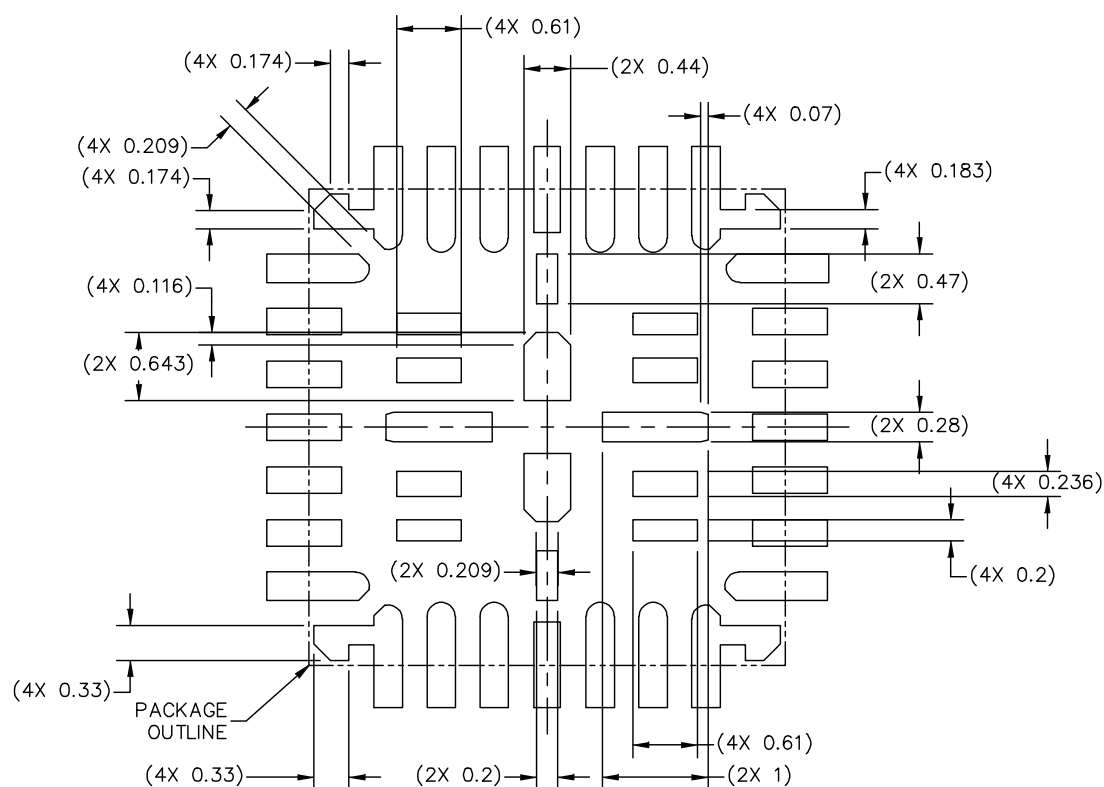 (4X 0.61)
(4X 0.174)
(2X 0.44)
(4X 0.07)
(4X 0.209)
(4X 0.174)
(4X 0.183)
(4X 0.116)
(2X 0.47)
(2X 0.643)
(2X 0.28)
(4X 0.236)
(2X 0.209)
(4X 0.2)
(4X 0.33)
PACKAGE
OUTLINE
(4X 0.61)
(4X 0.33)
(2X 0.2)
(2X 1)